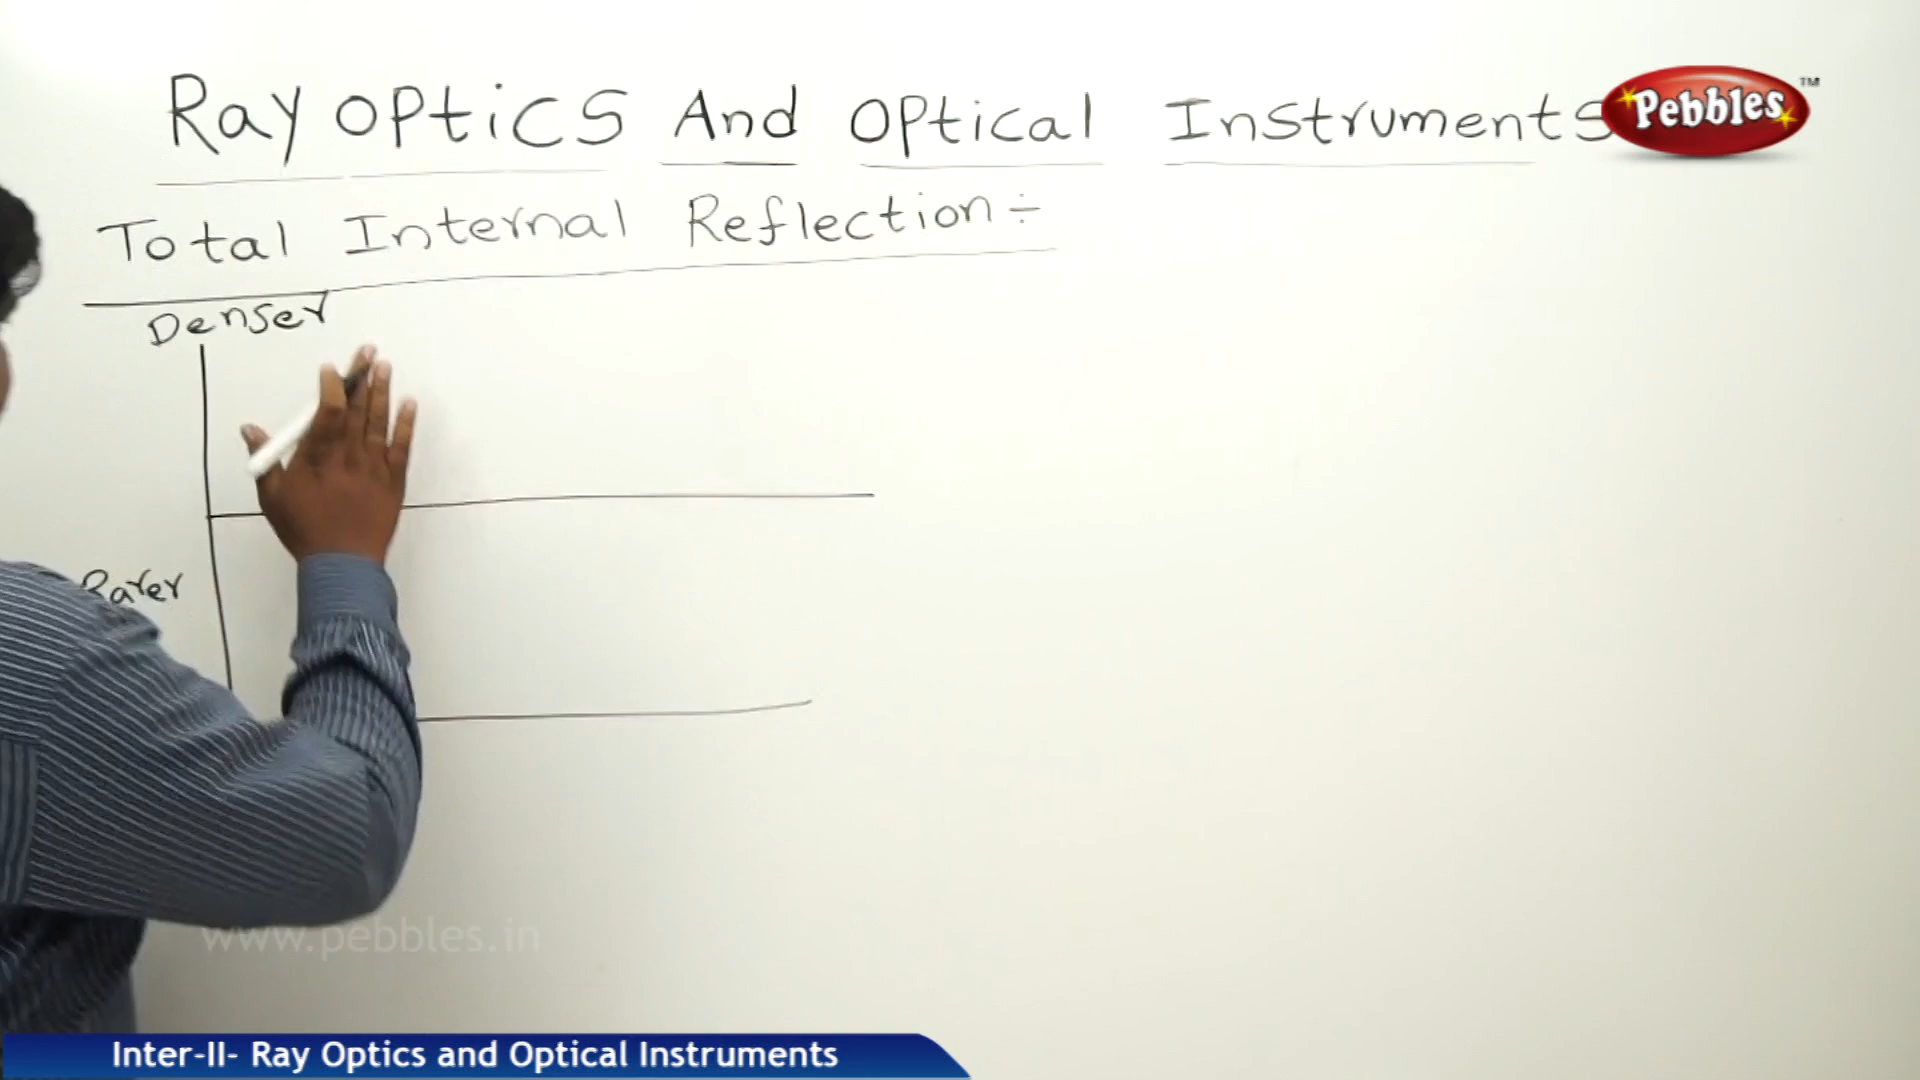 Ray Optics And Optical Instruments
Pebbles™
Total Internal Reflection÷
Denser
Rarer
www.pebbles.in
Inter-II- Ray Optics and Optical Instruments